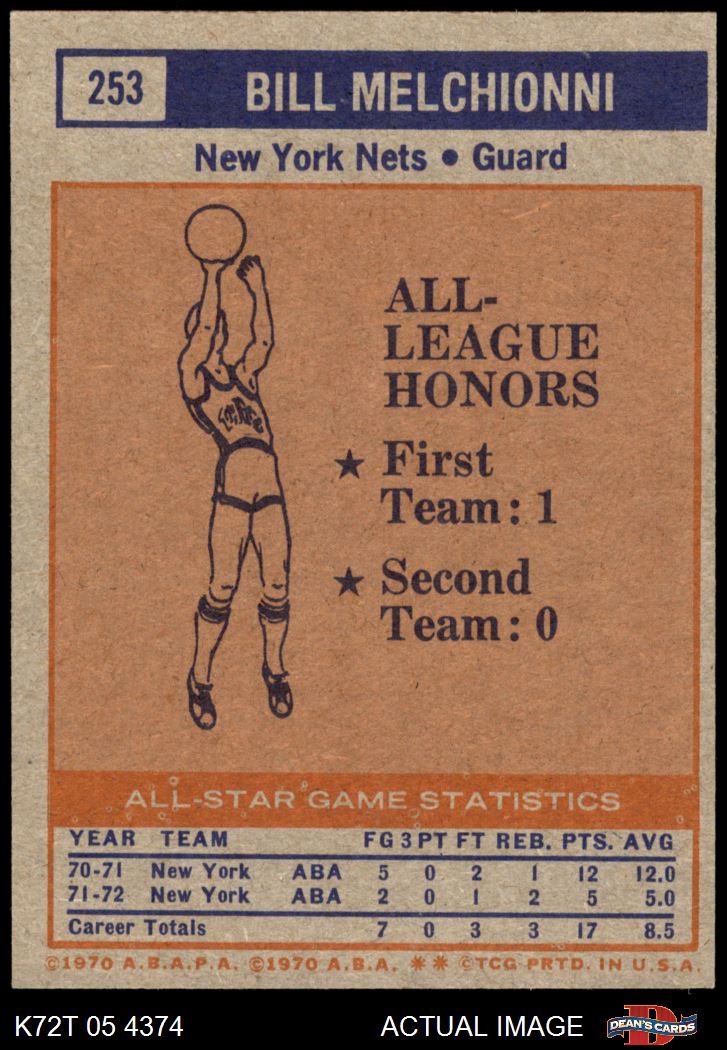 253
BILL MELCHIONNI
New York Nets • Guard
ALL-
LEAGUE
HONORS
★ First
Team: 1
★ Second
Team: 0
ALL-STAR GAME STATISTICS
YEAR TEAM FG 3PT FT REB. PTS. AVG
70-71 New York ABA 5 0 2 1 12 12.0
71-72 New York ABA 2 0 1 2 5 5.0
Career Totals 7 0 3 3 17 8.5
©1970 A.B.A.P.A. ©1970 A.B.A. ** ©TCG PRTD. IN U.S.A.
K72T 05 4374 ACTUAL IMAGE DEAN'S CARDS